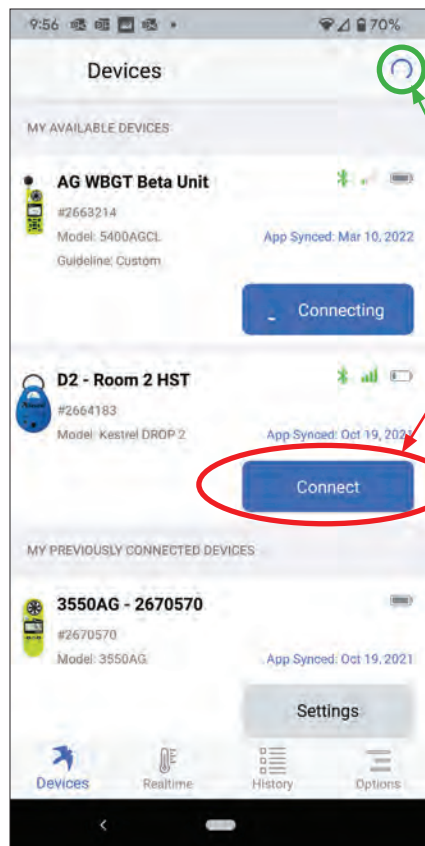 9:56
70%
Devices
MY AVAILABLE DEVICES
AG WBGT Beta Unit
#2663214
Model: 5400AGCL
App Synced: Mar 10, 2022
Guideline: Custom
Connecting
D2 - Room 2 HST
#2664183
Model: Kestrel DROP 2
App Synced: Oct 19, 2021
Connect
MY PREVIOUSLY CONNECTED DEVICES
3550AG - 2670570
#2670570
Model: 3550AG
App Synced: Oct 19, 2021
Settings
Devices
Realtime
History
Options